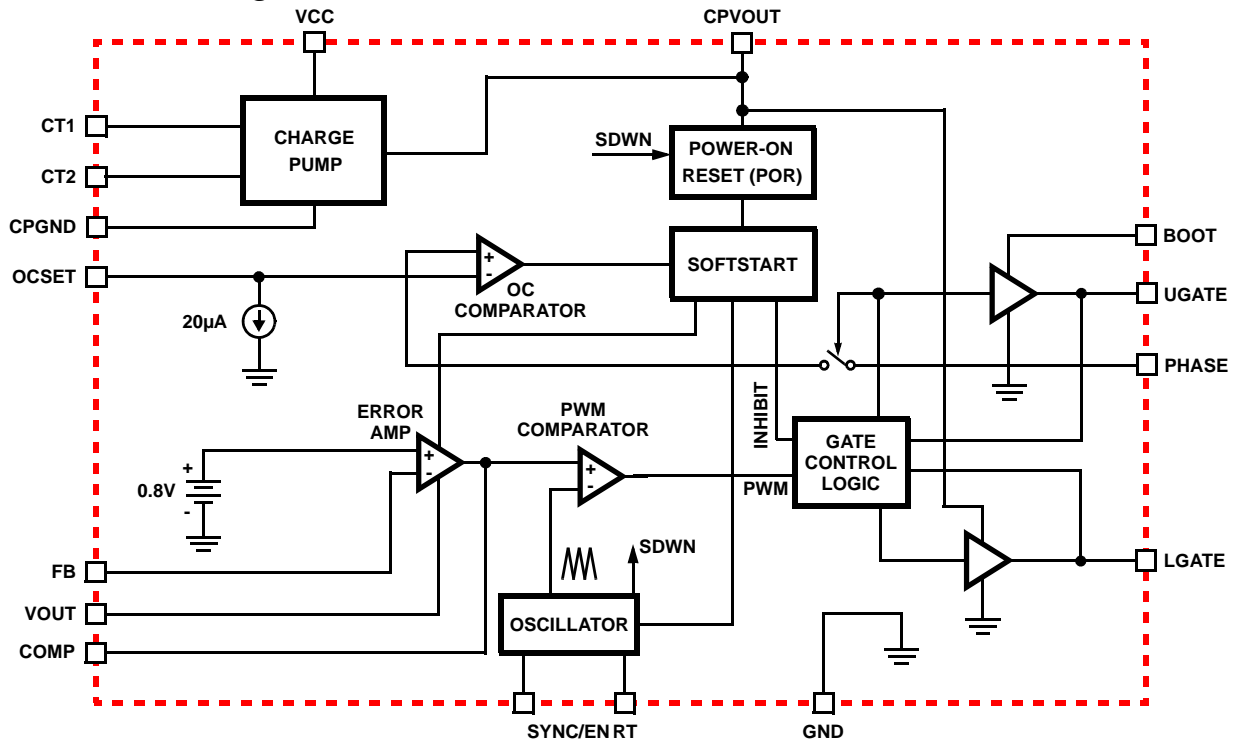 VCC
CPVOUT
CT1
CHARGE
PUMP
SDWN
POWER-ON
RESET (POR)
CT2
CPGND
BOOT
OCSET
+
-
SOFTSTART
OC
COMPARATOR
UGATE
20µA
PHASE
INHIBIT
ERROR
AMP
PWM
COMPARATOR
GATE
CONTROL
LOGIC
+
0.8V
-
+
-
+
-
PWM
SDWN
FB
LGATE
VOUT
OSCILLATOR
COMP
SYNC/EN RT
GND